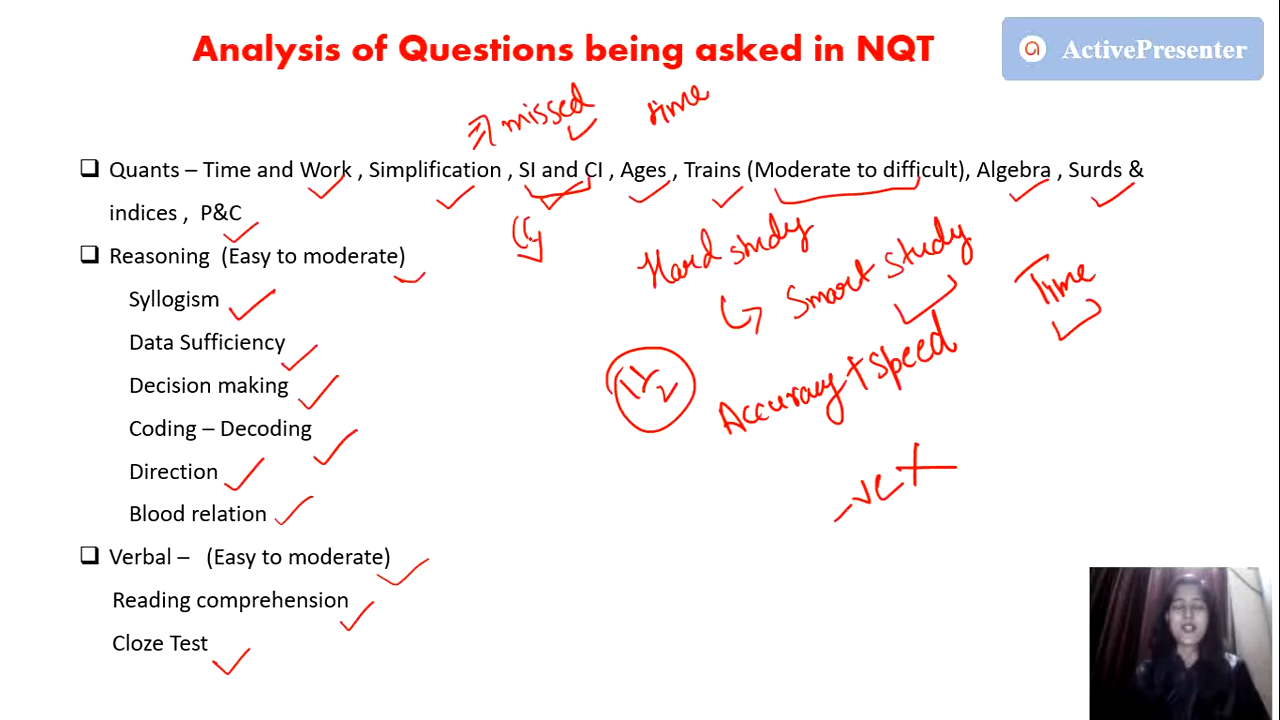 Analysis of Questions being asked in NQT
ActivePresenter
missed time
❑ Quants – Time and Work , Simplification , SI and CI , Ages , Trains (Moderate to difficult), Algebra , Surds &
indices , P&C
❑ Reasoning (Easy to moderate)
Hard study
Syllogism
Smart study
Time
Data Sufficiency
Accuracy + Speed
Decision making
Coding – Decoding
Direction
-ve
Blood relation
❑ Verbal – (Easy to moderate)
Reading comprehension
Cloze Test